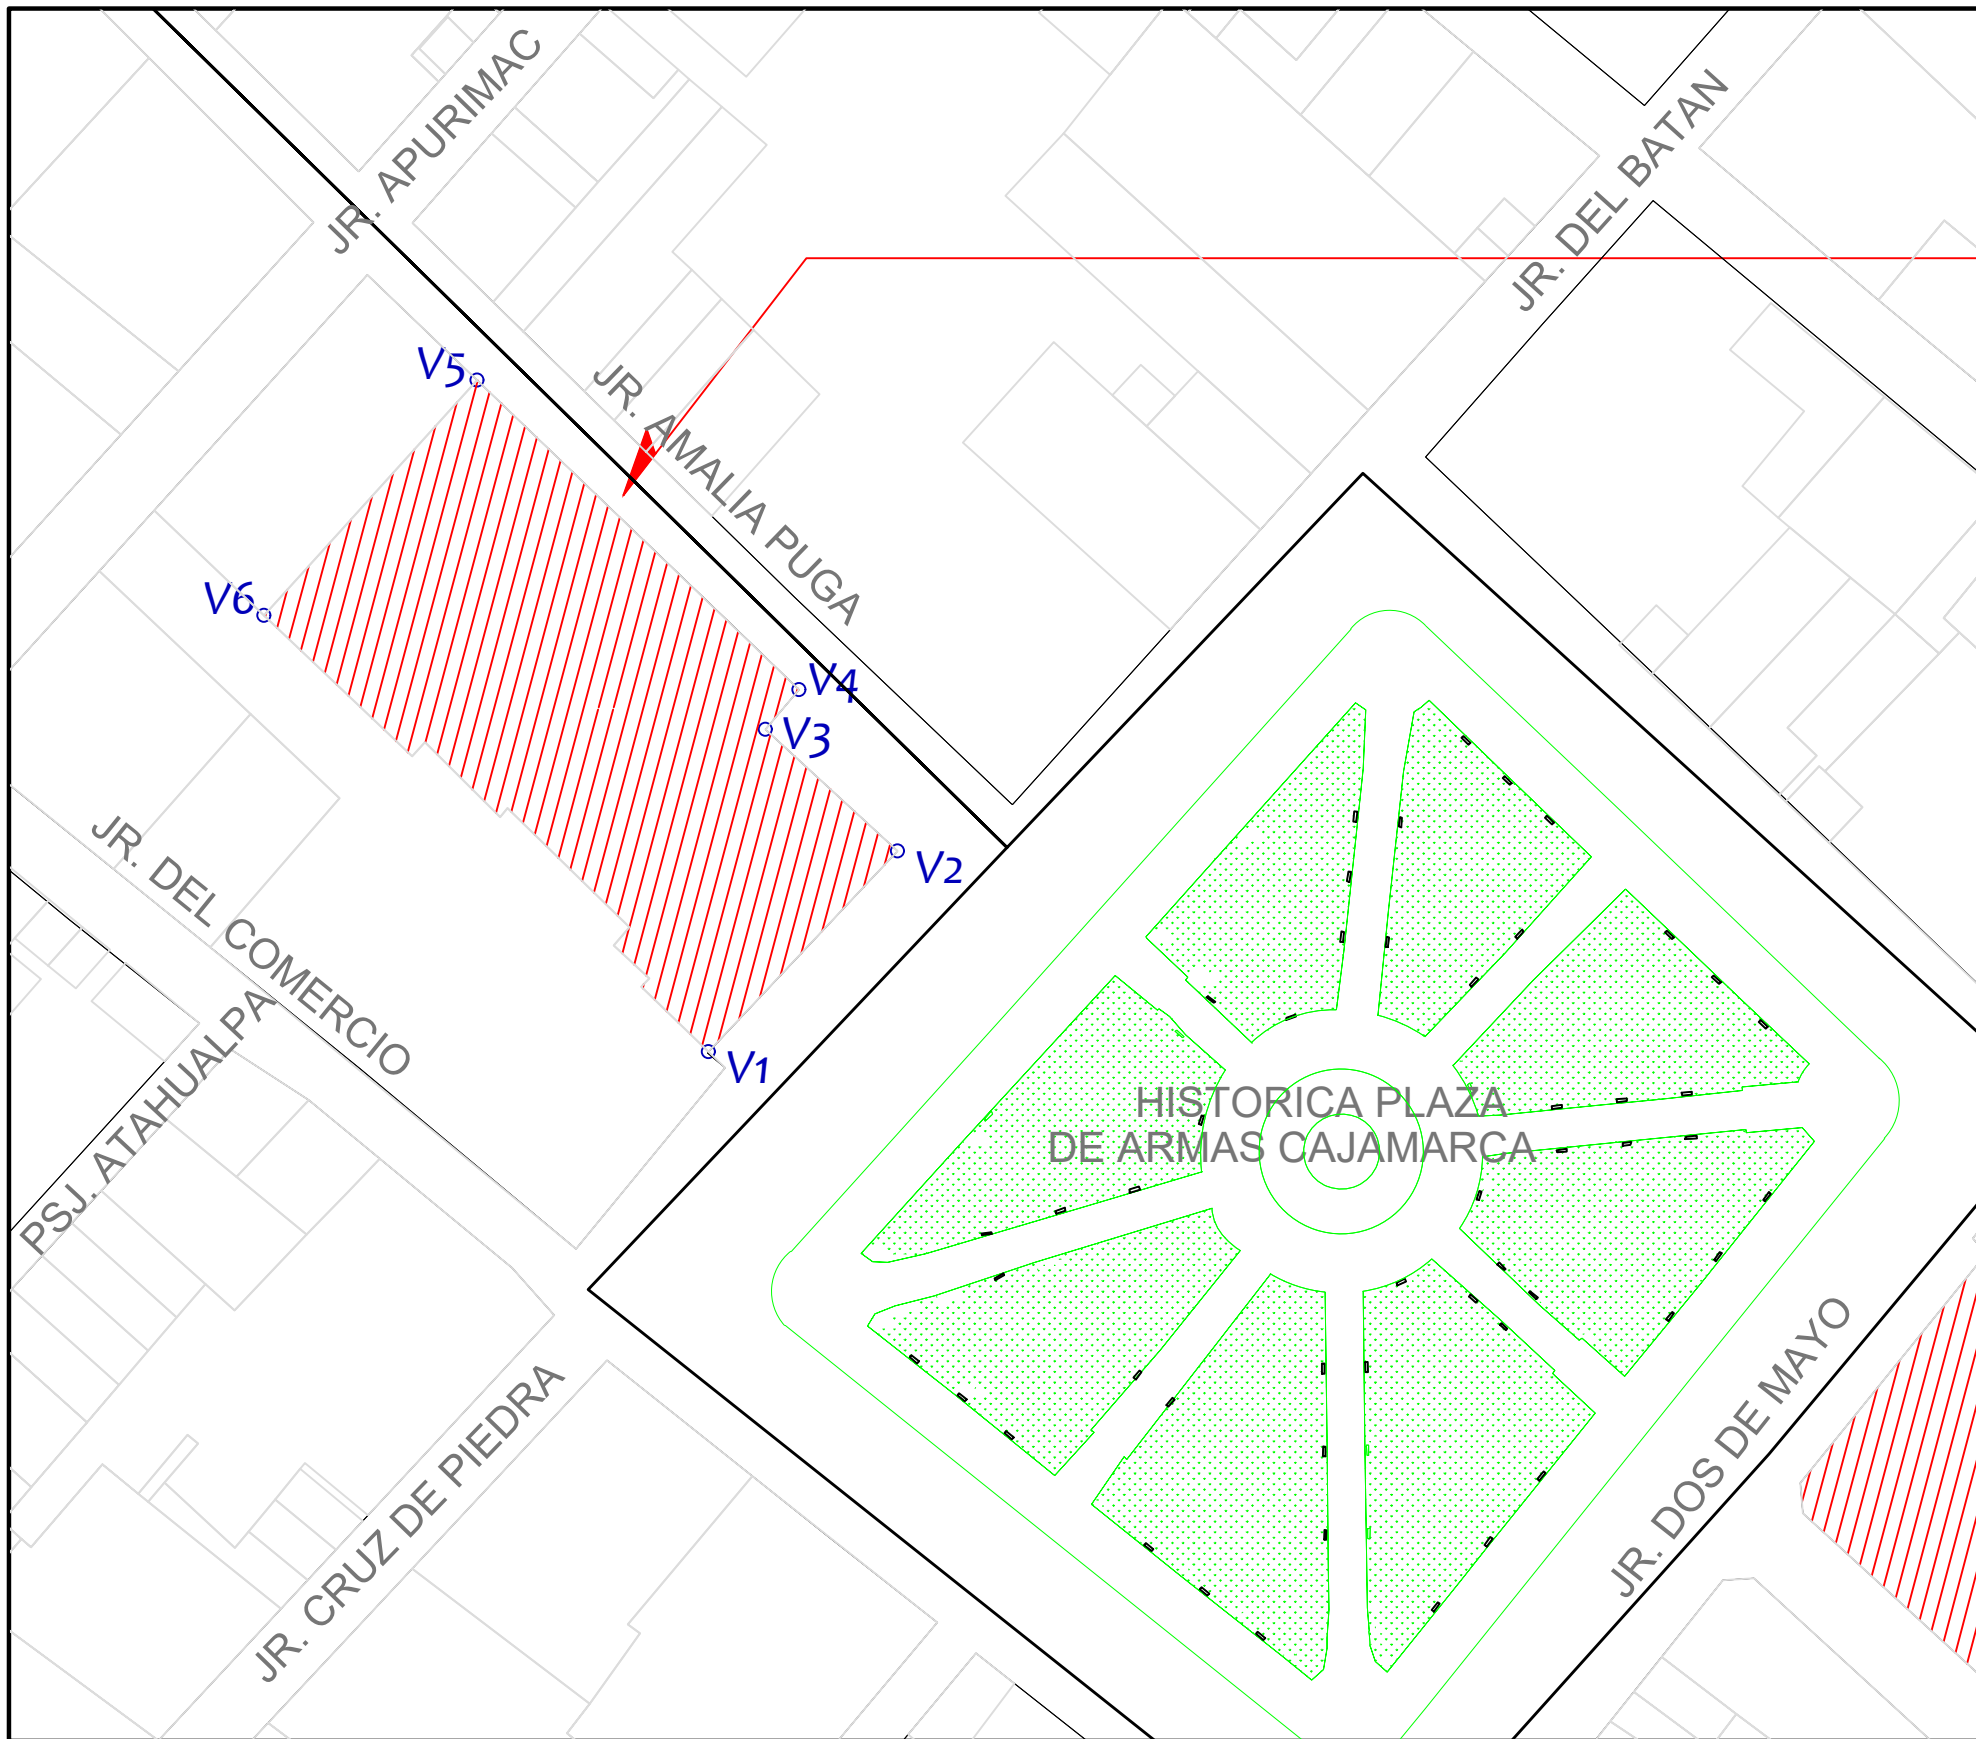 JR. APURIMAC
JR. DEL BATAN
V5
JR. AMALIA PUGA
V6
V4
V3
V2
JR. DEL COMERCIO
V1
PSJ. ATAHUALPA
HISTORICA PLAZA
DE ARMAS CAJAMARCA
JR. CRUZ DE PIEDRA
JR. DOS DE MAYO